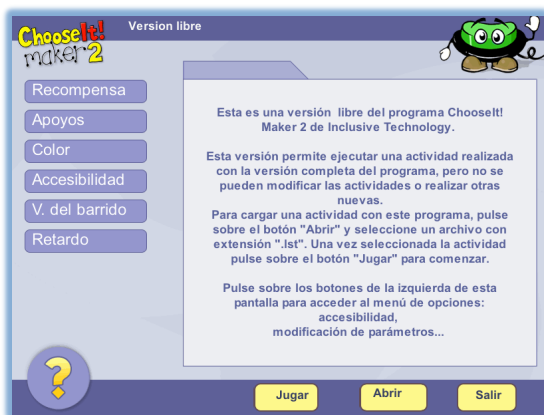 ChooseIt!
maker 2
Version libre
Recompensa
Apoyos
Color
Accesibilidad
V. del barrido
Retardo
Esta es una versión libre del programa ChooseIt!
Maker 2 de Inclusive Technology.
Esta versión permite ejecutar una actividad realizada
con la versión completa del programa, pero no se
pueden modificar las actividades o realizar otras
nuevas.
Para cargar una actividad con este programa, pulse
sobre el botón "Abrir" y seleccione un archivo con
extensión ".lst". Una vez seleccionada la actividad
pulse sobre el botón "Jugar" para comenzar.
Pulse sobre los botones de la izquierda de esta
pantalla para acceder al menú de opciones:
accesibilidad,
modificación de parámetros...
?
Jugar
Abrir
Salir